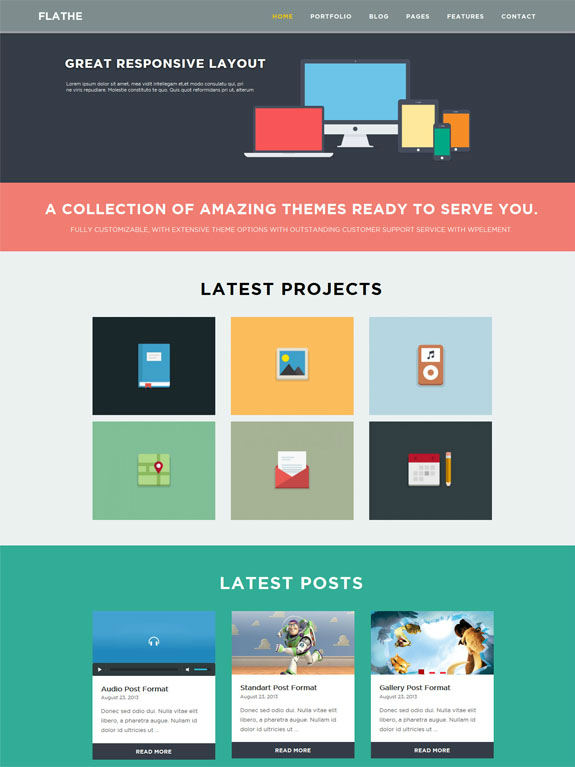 FLATHE
HOME PORTFOLIO BLOG PAGES FEATURES CONTACT
GREAT RESPONSIVE LAYOUT
Lorem ipsum dolor sit amet, mea vidit intellegam et,et modo consulatu qui, pri
ne viris repudiare. Molestie constituto te quo. Quis quot reformidans pri ut, alterum
A COLLECTION OF AMAZING THEMES READY TO SERVE YOU.
FULLY CUSTOMIZABLE, WITH EXTENSIVE THEME OPTIONS WITH OUTSTANDING CUSTOMER SUPPORT SERVICE WITH WPELEMENT
LATEST PROJECTS
LATEST POSTS
Audio Post Format
August 23, 2013
Donec sed odio dui. Nulla vitae elit
libero, a pharetra augue. Nullam id
dolor id ultricies ut ...
READ MORE
Standart Post Format
August 23, 2013
Donec sed odio dui. Nulla vitae elit
libero, a pharetra augue. Nullam id
dolor id ultricies ut ...
READ MORE
Gallery Post Format
August 23, 2013
Donec sed odio dui. Nulla vitae elit
libero, a pharetra augue. Nullam id
dolor id ultricies ut ...
READ MORE